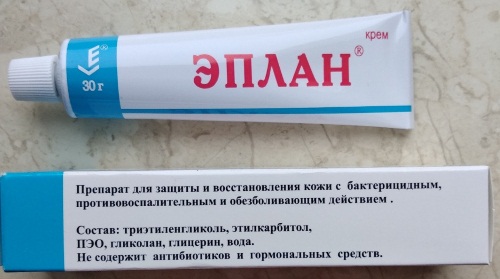 крем
ЭПЛАН®
E®
30 г
Препарат для защиты и восстановления кожи с бактерицидным,
противовоспалительным и обезболивающим действием .
Состав: триэтиленгликоль, этилкарбитол,
ПЭО, гликолан, глицерин, вода.
Не содержит антибиотиков и гормональных средств.